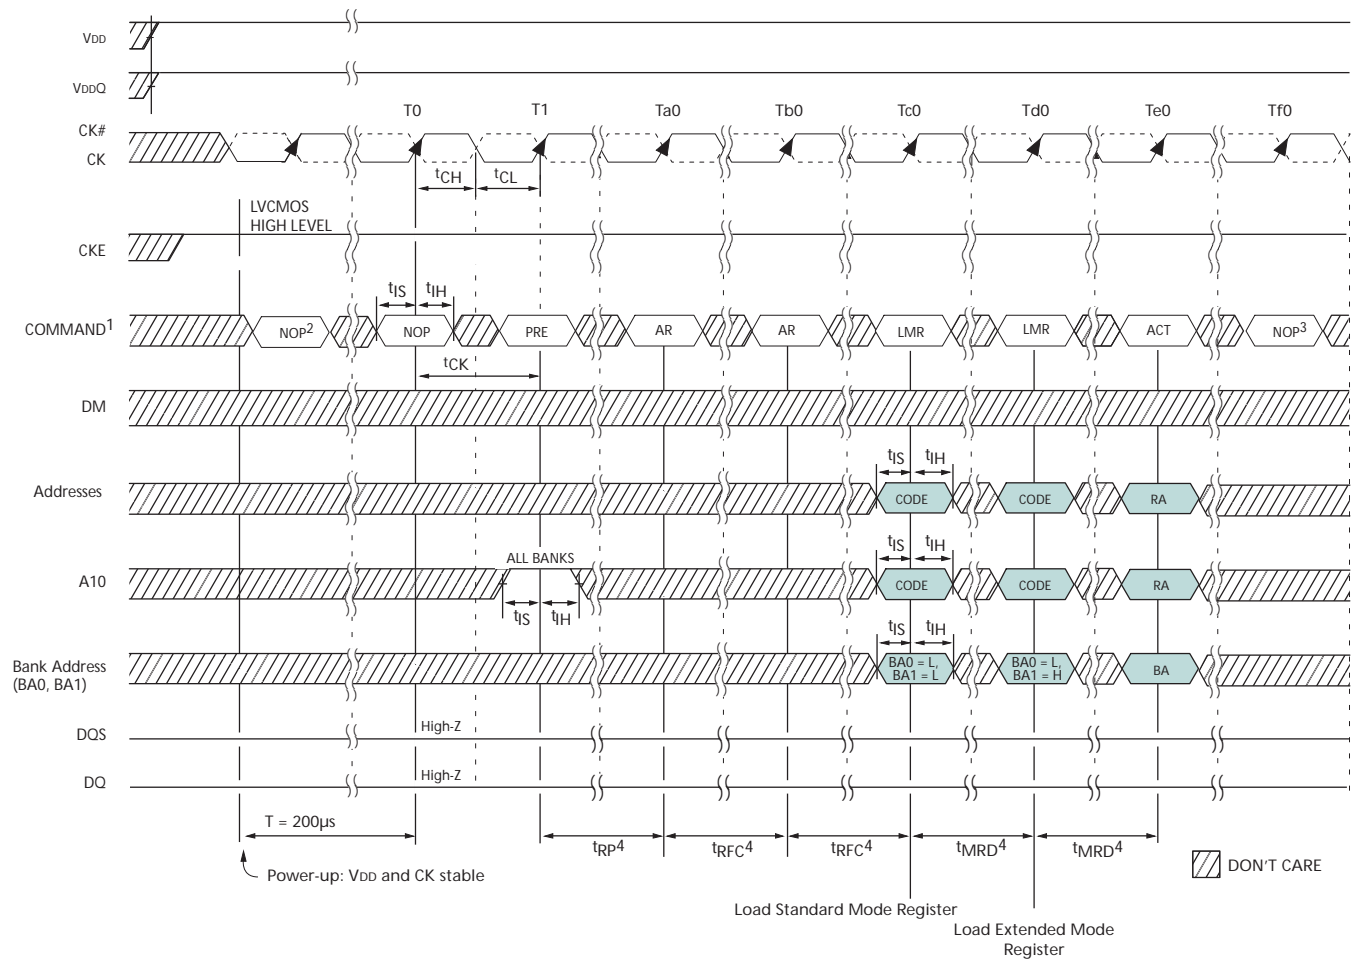 VDD
VDDQ
T0 T1 Ta0 Tb0 Tc0 Td0 Te0 Tf0
CK#
CK
tCH tCL
LVCMOS
HIGH LEVEL
CKE
tIS tIH
COMMAND1 NOP2 NOP PRE AR AR LMR LMR ACT NOP3
tCK
DM
tIS tIH
Addresses CODE CODE RA
ALL BANKS tIS tIH
A10 CODE CODE RA
tIS tIH
tIS tIH
Bank Address
(BA0, BA1)
BA0 = L,
BA1 = L
BA0 = L,
BA1 = H
BA
DQS High-Z
DQ High-Z
T = 200µs
tRP4 tRFC4 tRFC4 tMRD4 tMRD4
Power-up: VDD and CK stable
DON'T CARE
Load Standard Mode Register
Load Extended Mode
Register